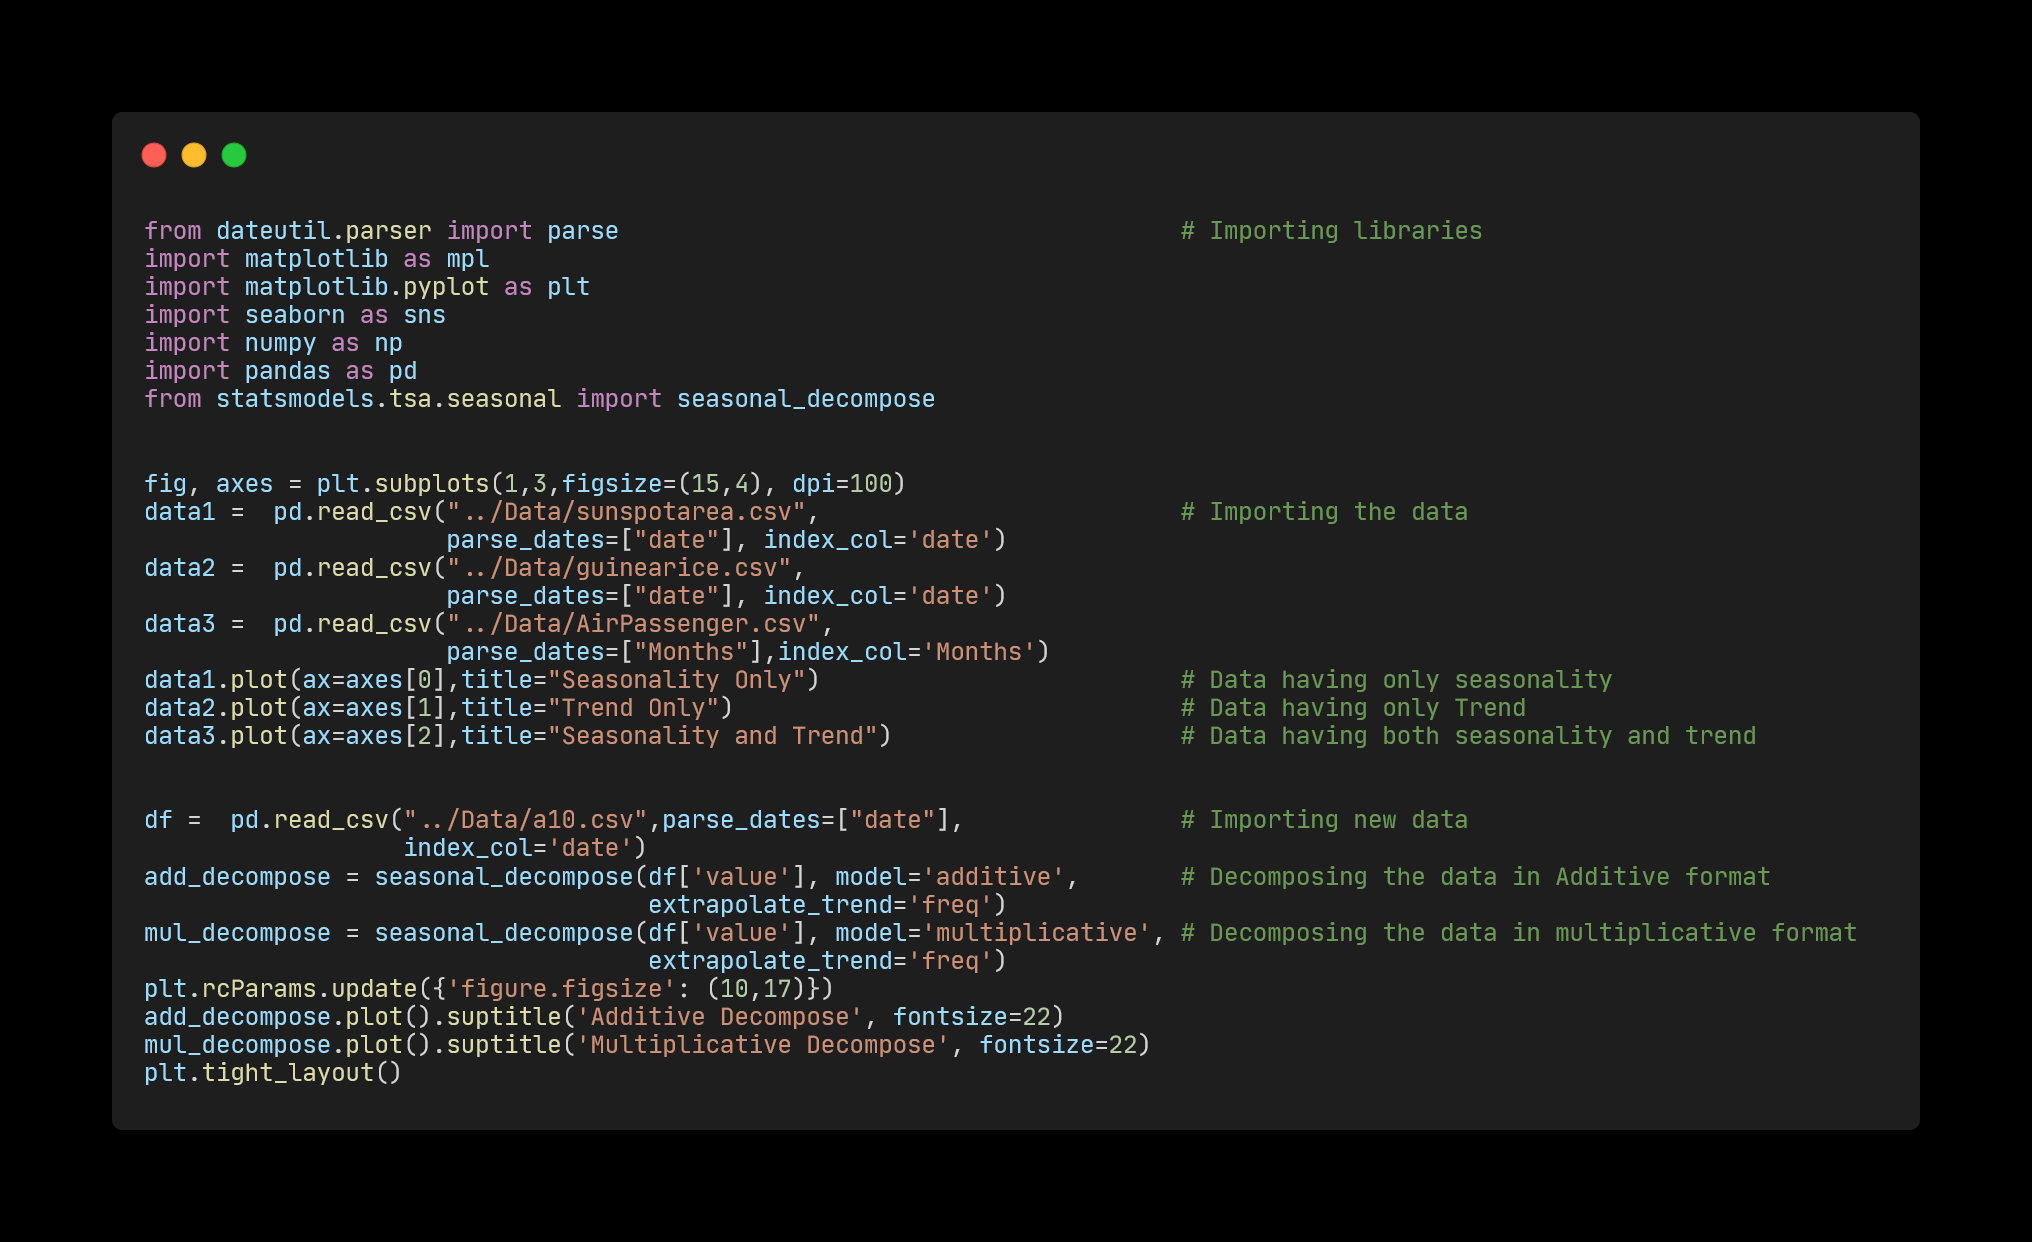 from dateutil.parser import parse                                       # Importing libraries
import matplotlib as mpl
import matplotlib.pyplot as plt
import seaborn as sns
import numpy as np
import pandas as pd
from statsmodels.tsa.seasonal import seasonal_decompose
fig, axes = plt.subplots(1,3,figsize=(15,4), dpi=100)
data1 =  pd.read_csv("../Data/sunspotarea.csv",                         # Importing the data
                     parse_dates=["date"], index_col='date')
data2 =  pd.read_csv("../Data/guinearice.csv",
                     parse_dates=["date"], index_col='date')
data3 =  pd.read_csv("../Data/AirPassenger.csv",
                     parse_dates=["Months"],index_col='Months')
data1.plot(ax=axes[0],title="Seasonality Only")                         # Data having only seasonality
data2.plot(ax=axes[1],title="Trend Only")                               # Data having only Trend
data3.plot(ax=axes[2],title="Seasonality and Trend")                    # Data having both seasonality and trend
df =  pd.read_csv("../Data/a10.csv",parse_dates=["date"],               # Importing new data
                  index_col='date')
add_decompose = seasonal_decompose(df['value'], model='additive',       # Decomposing the data in Additive format
                                   extrapolate_trend='freq')
mul_decompose = seasonal_decompose(df['value'], model='multiplicative', # Decomposing the data in multiplicative format
                                   extrapolate_trend='freq')
plt.rcParams.update({'figure.figsize': (10,17)})
add_decompose.plot().suptitle('Additive Decompose', fontsize=22)
mul_decompose.plot().suptitle('Multiplicative Decompose', fontsize=22)
plt.tight_layout()